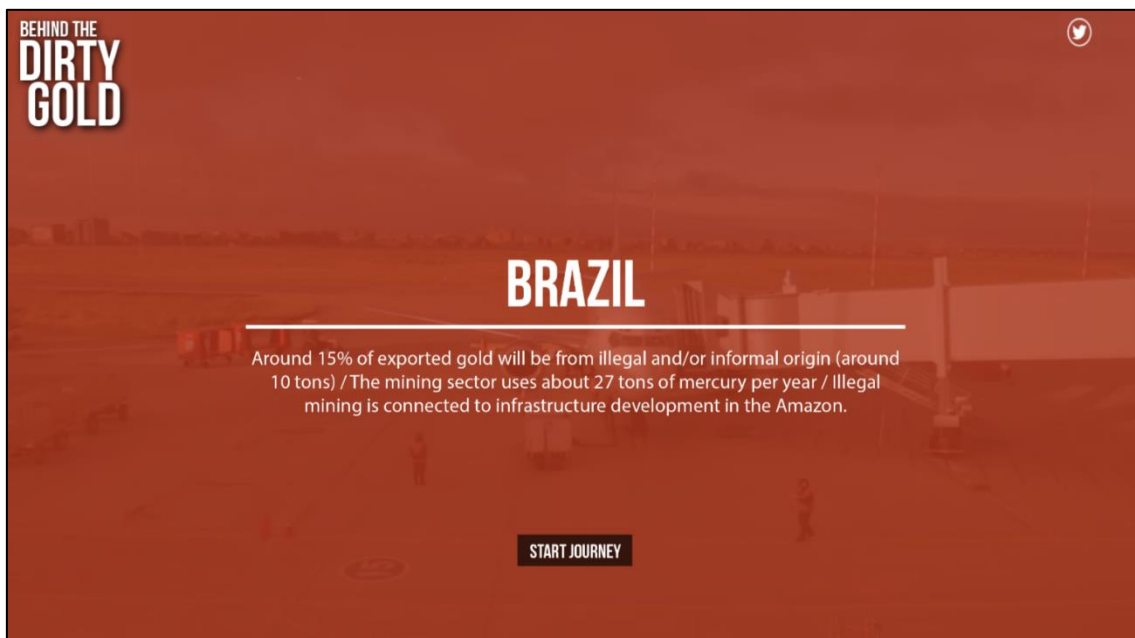 BEHIND THE
DIRTY
GOLD
BRAZIL
Around 15% of exported gold will be from illegal and/or informal origin (around
10 tons) / The mining sector uses about 27 tons of mercury per year / Illegal
mining is connected to infrastructure development in the Amazon.
START JOURNEY